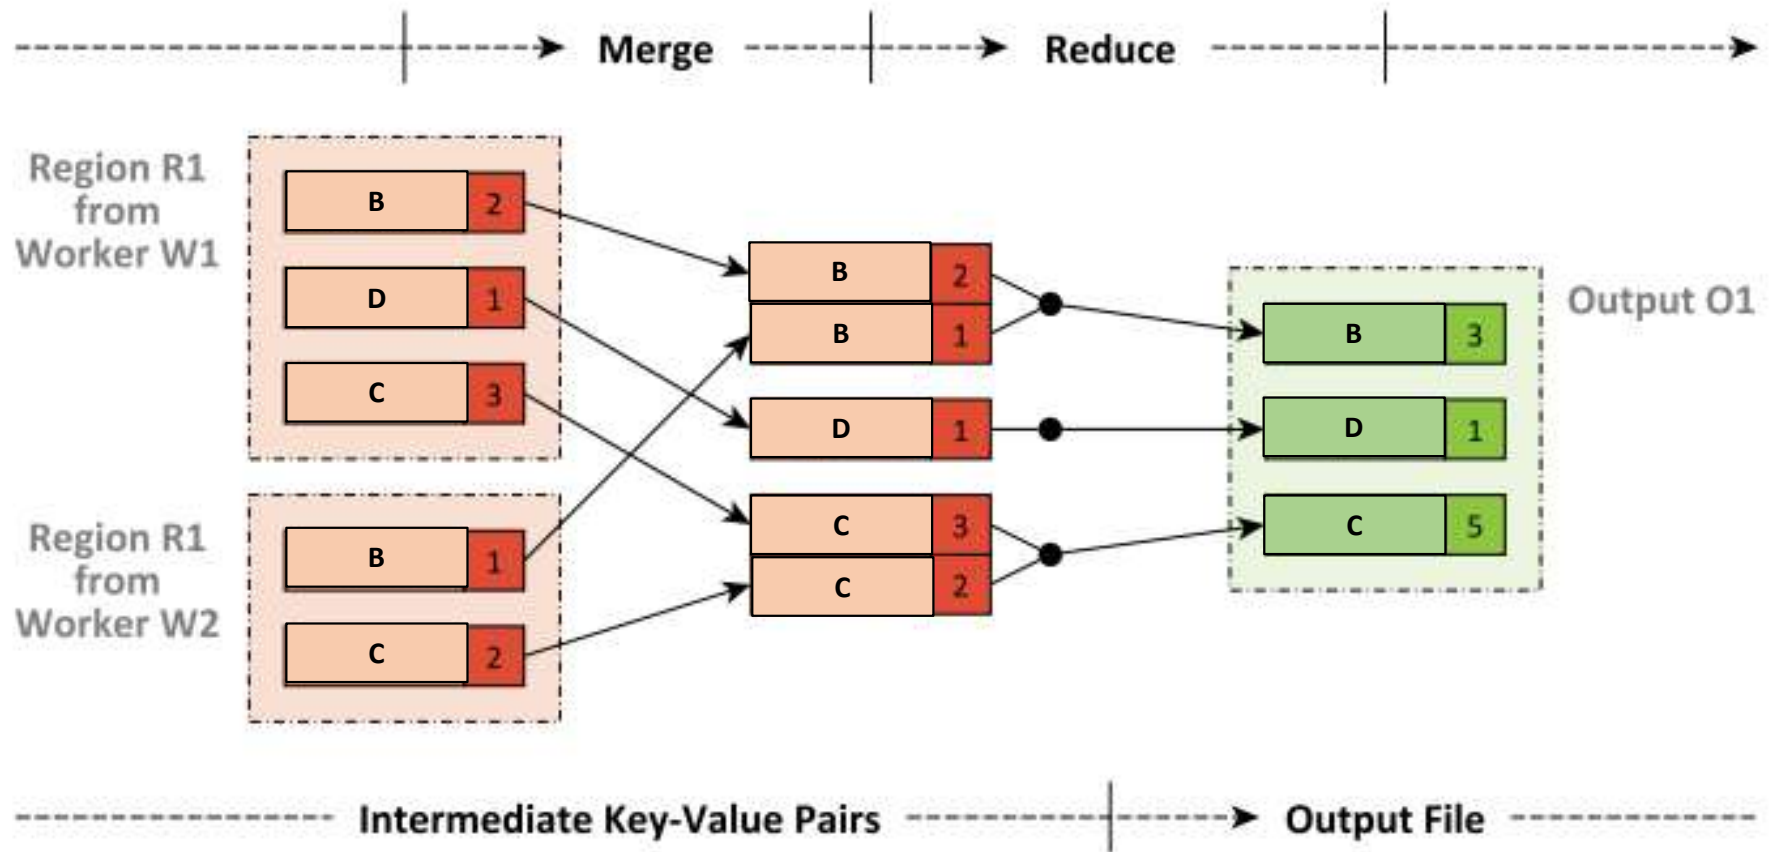 Merge
Reduce
Region R1
from
Worker W1
B 2
D 1
C 3
Region R1
from
Worker W2
B 1
C 2
B 2
B 1
D 1
C 3
C 2
B 3
D 1
C 5
Output O1
Intermediate Key-Value Pairs
Output File